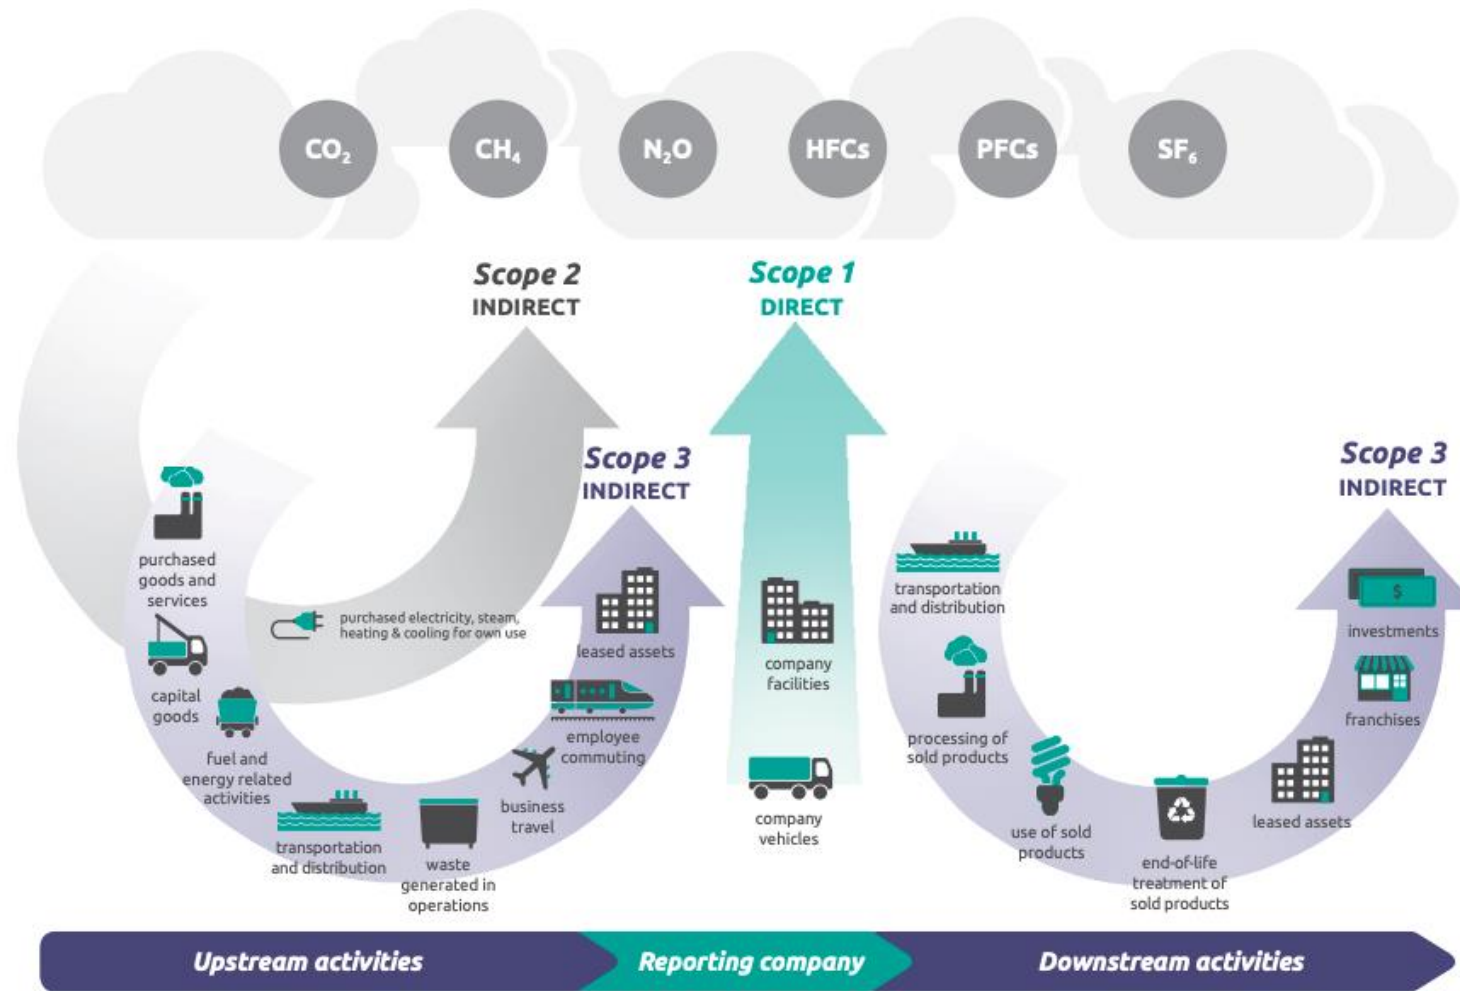 CO₂
CH₄
N₂O
HFCs
PFCs
SF₆
Scope 2
INDIRECT
Scope 1
DIRECT
Scope 3
INDIRECT
Scope 3
INDIRECT
purchased
goods and
services
capital
goods
fuel and
energy related
activities
transportation
and distribution
waste
generated in
operations
business
travel
employee
commuting
leased assets
purchased electricity, steam,
heating & cooling for own use
company
facilities
company
vehicles
transportation
and distribution
processing of
sold products
use of sold
products
end-of-life
treatment of
sold products
leased assets
franchises
$
investments
Upstream activities
Reporting company
Downstream activities